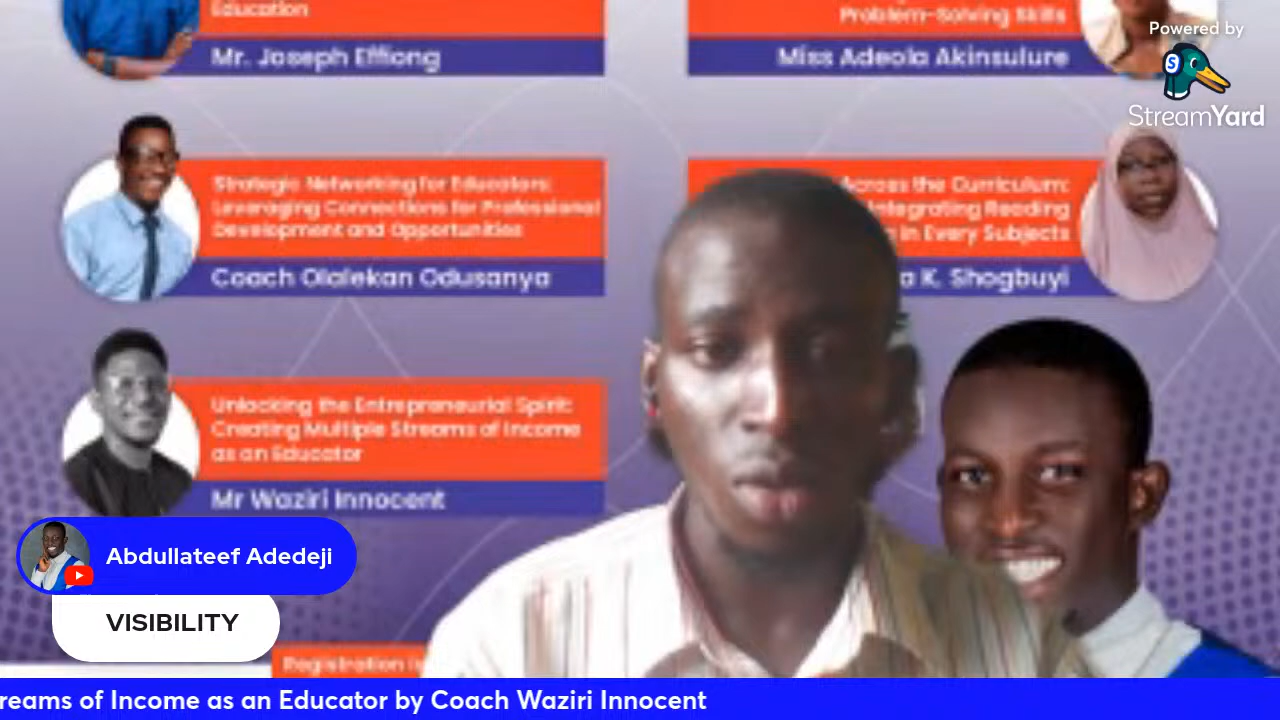 Education
Mr. Joseph Effiong
Problem-Solving Skills
Miss Adeola Akinsulure
Powered by
StreamYard
Strategic Networking for Educators:
Leveraging Connections for Professional
Development and Opportunities
Coach Olalekan Odusanya
Across the Curriculum:
Integrating Reading
in Every Subjects
K. Shogbuyi
Unlocking the Entrepreneurial Spirit:
Creating Multiple Streams of Income
as an Educator
Mr Waziri Innocent
Abdullateef Adedeji
VISIBILITY
Registration
reams of Income as an Educator by Coach Waziri Innocent